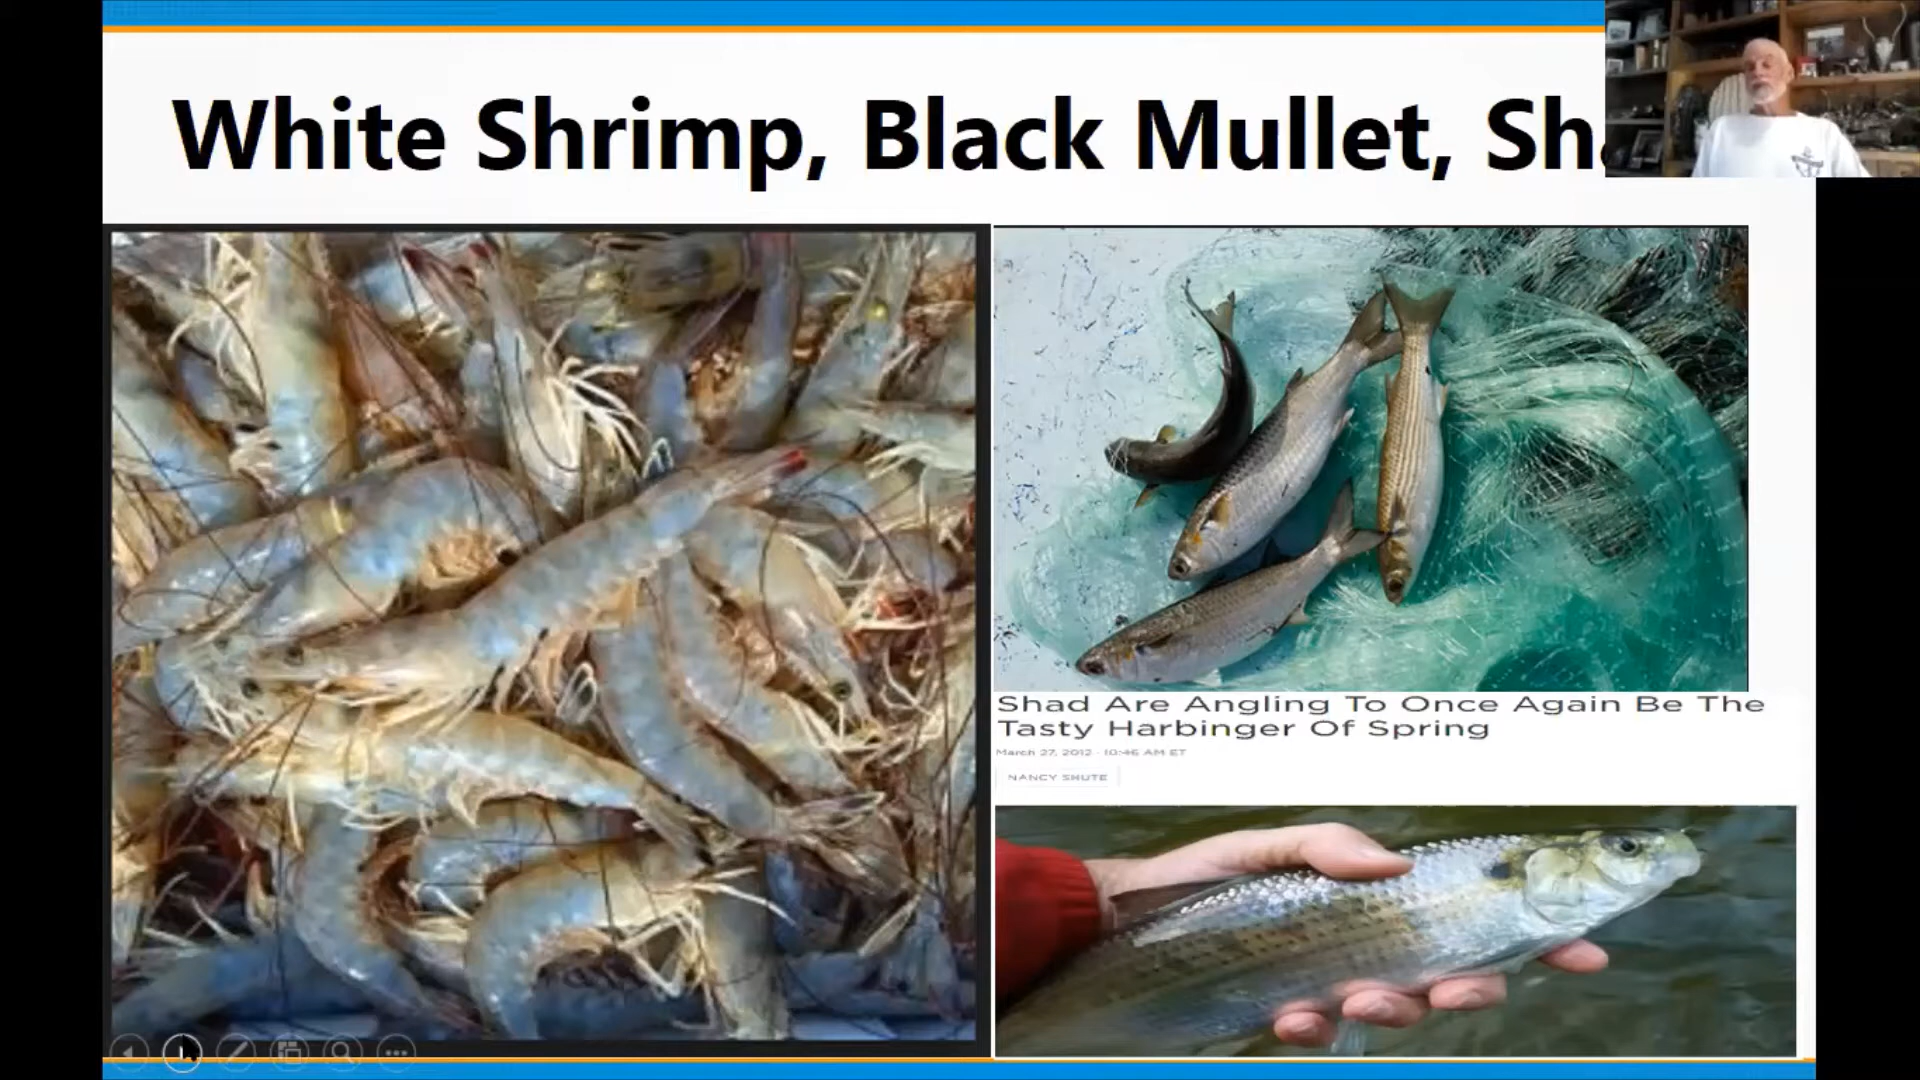 White Shrimp, Black Mullet, Sha
Shad Are Angling To Once Again Be The
Tasty Harbinger Of Spring
March 27, 2012 · 10:46 AM ET
NANCY SHUTE